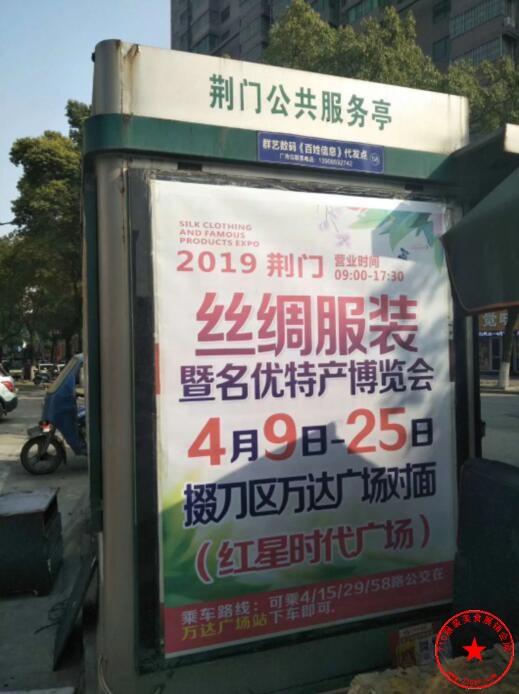 荆门公共服务亭
群艺数码《百姓信息》代发点
SILK CLOTHING
AND FAMOUS
PRODUCTS EXPO
2019 荆门
营业时间
09:00-17:30
丝绸服装
暨名优特产博览会
4月9日-25日
掇刀区万达广场对面
(红星时代广场)
乘车路线：可乘4/15/29/58路公交在
万达广场站下车即可.